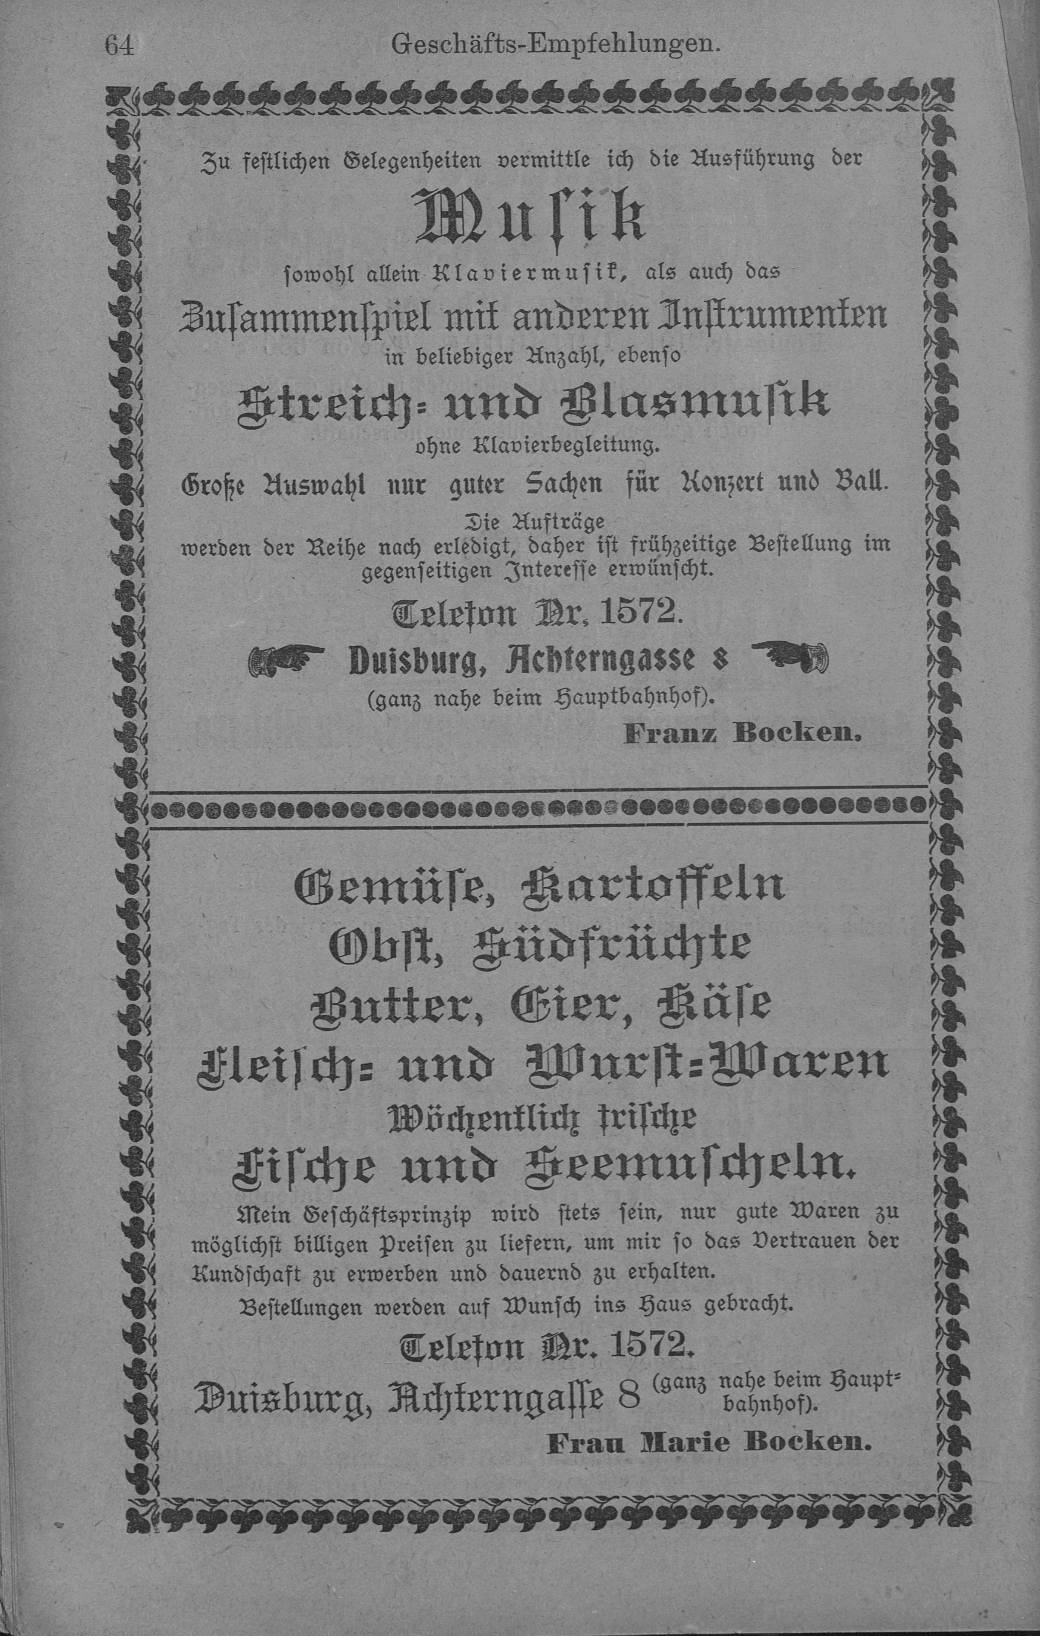 64
Geschäfts-Empfehlungen.
Zu festlichen Gelegenheiten vermittle ich die Ausführung der
Musik
sowohl allein Klaviermusik, als auch das
Zusammenspiel mit anderen Instrumenten
in beliebiger Anzahl, ebenso
Streich- und Blasmusik
ohne Klavierbegleitung.
Große Auswahl nur guter Sachen für Konzert und Ball.
Die Aufträge
werden der Reihe nach erledigt, daher ist frühzeitige Bestellung im
gegenseitigen Interesse erwünscht.
Telefon Nr. 1572.
Duisburg, Achterngasse 8
(ganz nahe beim Hauptbahnhof).
Franz Bocken.
Gemüse, Kartoffeln
Obst, Südfrüchte
Butter, Eier, Käse
Fleisch- und Wurst-Waren
Wöchentlich frische
Fische und Seemuscheln.
Mein Geschäftsprinzip wird stets sein, nur gute Waren zu
möglichst billigen Preisen zu liefern, um mir so das Vertrauen der
Kundschaft zu erwerben und dauernd zu erhalten.
Bestellungen werden auf Wunsch ins Haus gebracht.
Telefon Nr. 1572.
Duisburg, Achterngasse 8 (ganz nahe beim Haupt-
bahnhof).
Frau Marie Bocken.